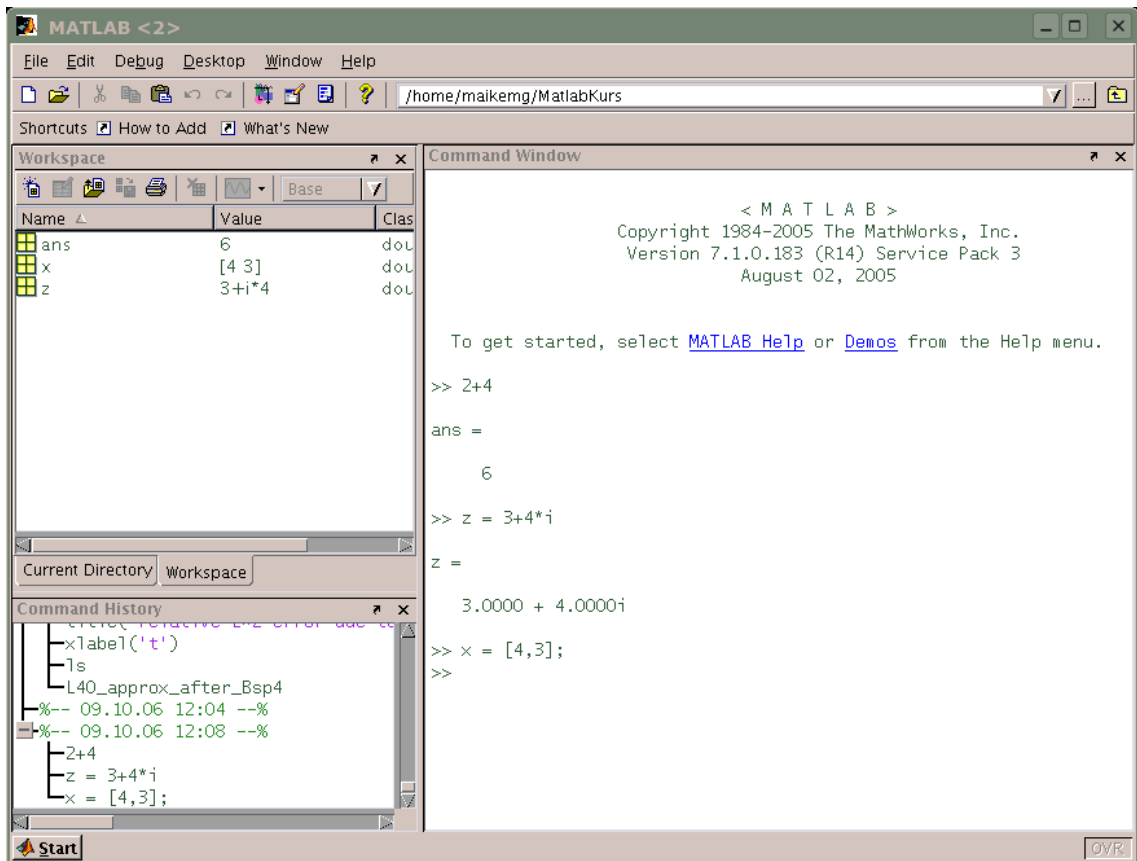 MATLAB <2>
File Edit Debug Desktop Window Help
/home/maikemg/MatlabKurs
...
Shortcuts How to Add What's New
Workspace
Base
Name Value Clas
ans 6 dou
x [4 3] dou
z 3+i*4 dou
Current Directory Workspace
Command History
xlabel('t')
ls
L40_approx_after_Bsp4
%-- 09.10.06 12:04 --%
%-- 09.10.06 12:08 --%
2+4
z = 3+4*i
x = [4,3];
Command Window
< M A T L A B >
Copyright 1984-2005 The MathWorks, Inc.
Version 7.1.0.183 (R14) Service Pack 3
August 02, 2005
To get started, select MATLAB Help or Demos from the Help menu.
>> 2+4
ans =
6
>> z = 3+4*i
z =
3.0000 + 4.0000i
>> x = [4,3];
>>
Start
OVR